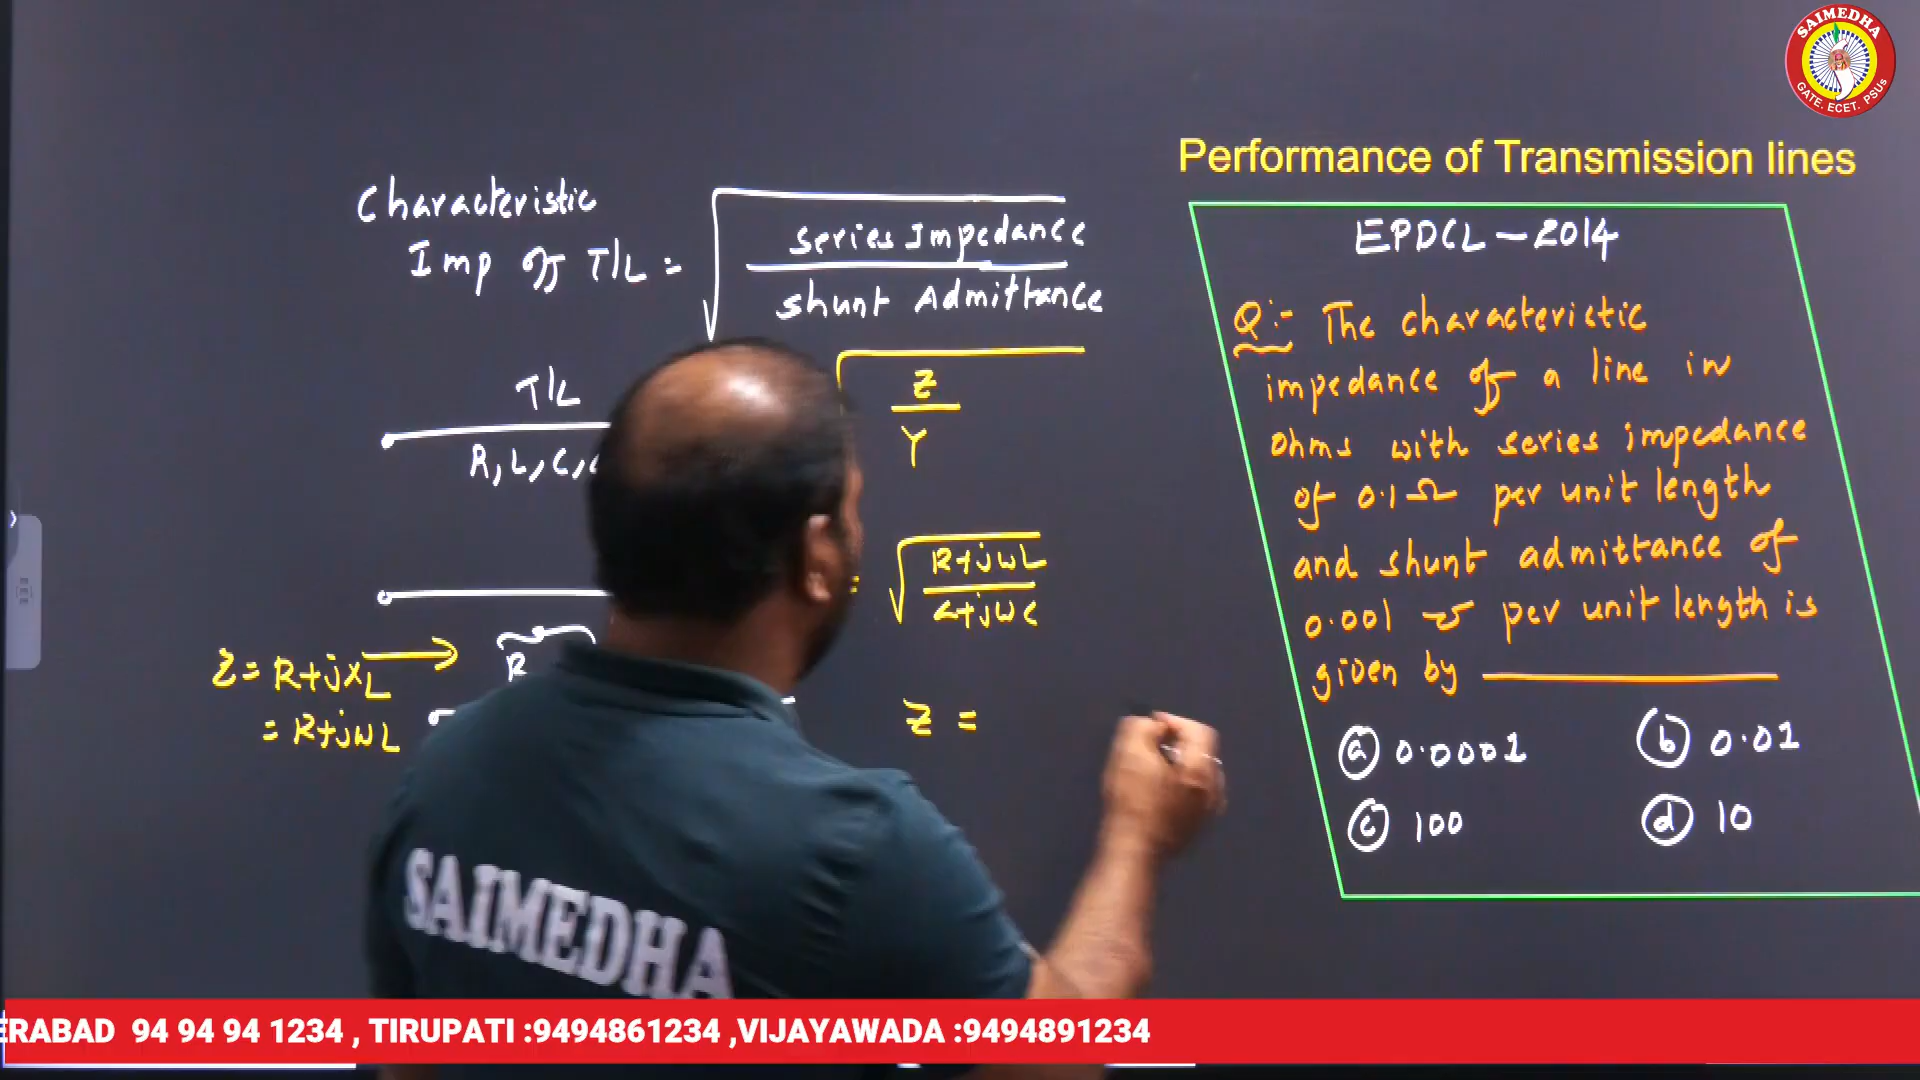 SAIMEDHA
GATE. ECET. PSUs
Performance of Transmission lines
Characteristic
Imp of T/L =
series Impedance
shunt Admittance
T/L
R, L, C,
Z
Y
=
R+jωL
G+jωC
Z = R+jXL
= R+jωL
R
Z =
EPDCL – 2014
Q:- The characteristic
impedance of a line in
ohms with series impedance
of 0.1 Ω per unit length
and shunt admittance of
0.001 ℧ per unit length is
given by
(a) 0.0001
(b) 0.01
(c) 100
(d) 10
SAIMEDHA
ERABAD 94 94 94 1234 , TIRUPATI :9494861234 ,VIJAYAWADA :9494891234